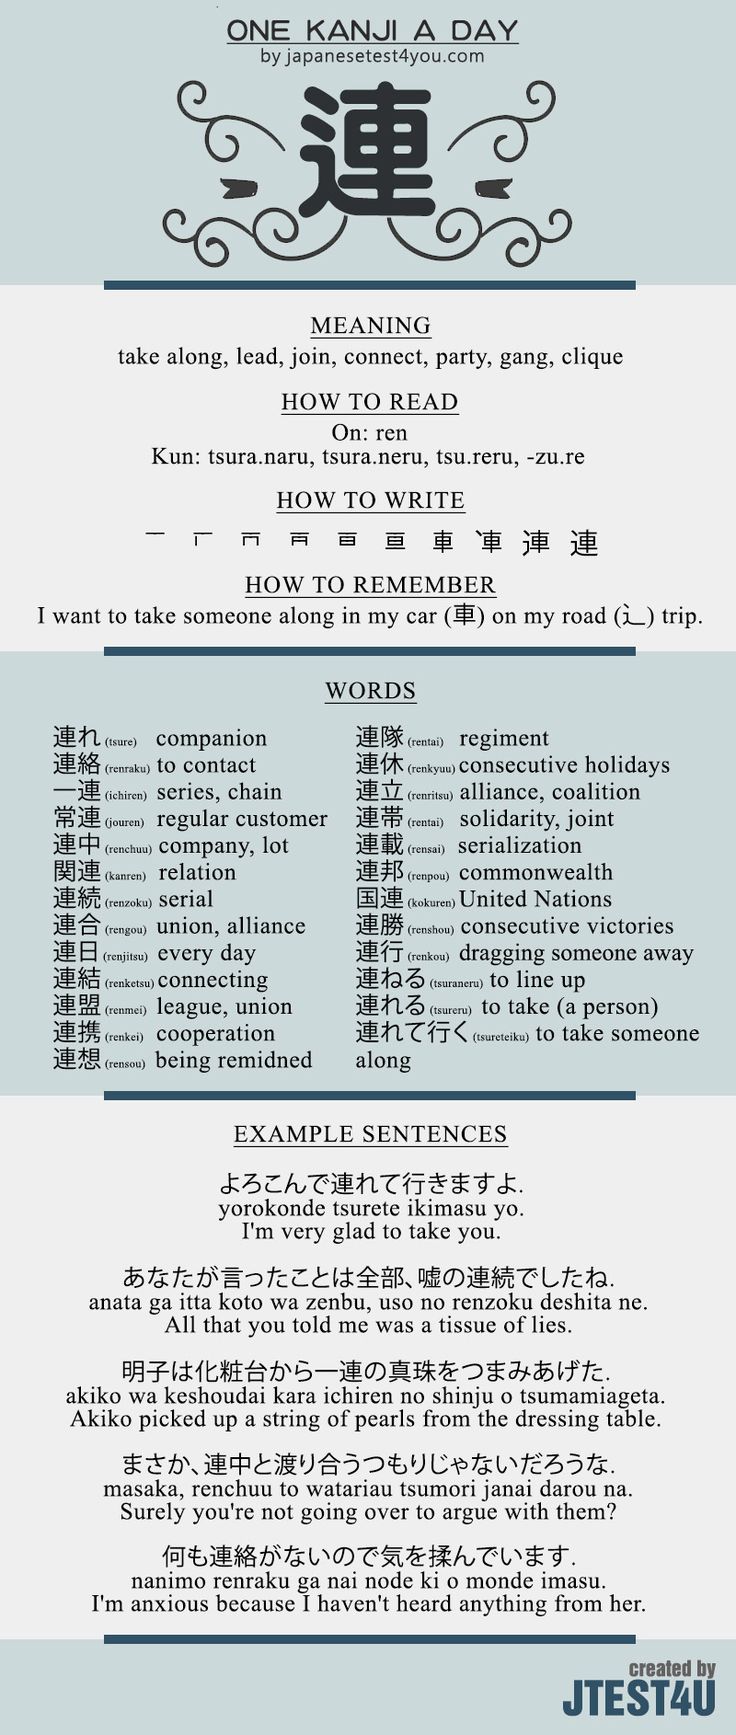 ONE KANJI A DAY
by japanesetest4you.com
連
MEANING
take along, lead, join, connect, party, gang, clique
HOW TO READ
On: ren
Kun: tsura.naru, tsura.neru, tsu.reru, -zu.re
HOW TO WRITE
車 連 連
HOW TO REMEMBER
I want to take someone along in my car (車) on my road (辶) trip.
WORDS
連れ (tsure) companion
連絡 (renraku) to contact
一連 (ichiren) series, chain
常連 (jouren) regular customer
連中 (renchuu) company, lot
関連 (kanren) relation
連続 (renzoku) serial
連合 (rengou) union, alliance
連日 (renjitsu) every day
連結 (renketsu) connecting
連盟 (renmei) league, union
連携 (renkei) cooperation
連想 (rensou) being remidned
連隊 (rentai) regiment
連休 (renkyuu) consecutive holidays
連立 (renritsu) alliance, coalition
連帯 (rentai) solidarity, joint
連載 (rensai) serialization
連邦 (renpou) commonwealth
国連 (kokuren) United Nations
連勝 (renshou) consecutive victories
連行 (renkou) dragging someone away
連ねる (tsuraneru) to line up
連れる (tsureru) to take (a person)
連れて行く (tsureteiku) to take someone
along
EXAMPLE SENTENCES
よろこんで連れて行きますよ.
yorokonde tsurete ikimasu yo.
I'm very glad to take you.
あなたが言ったことは全部、嘘の連続でしたね.
anata ga itta koto wa zenbu, uso no renzoku deshita ne.
All that you told me was a tissue of lies.
明子は化粧台から一連の真珠をつまみあげた.
akiko wa keshoudai kara ichiren no shinju o tsumamiageta.
Akiko picked up a string of pearls from the dressing table.
まさか、連中と渡り合うつもりじゃないだろうな.
masaka, renchuu to watariau tsumori janai darou na.
Surely you're not going over to argue with them?
何も連絡がないので気を揉んでいます.
nanimo renraku ga nai node ki o monde imasu.
I'm anxious because I haven't heard anything from her.
created by
JTEST4U